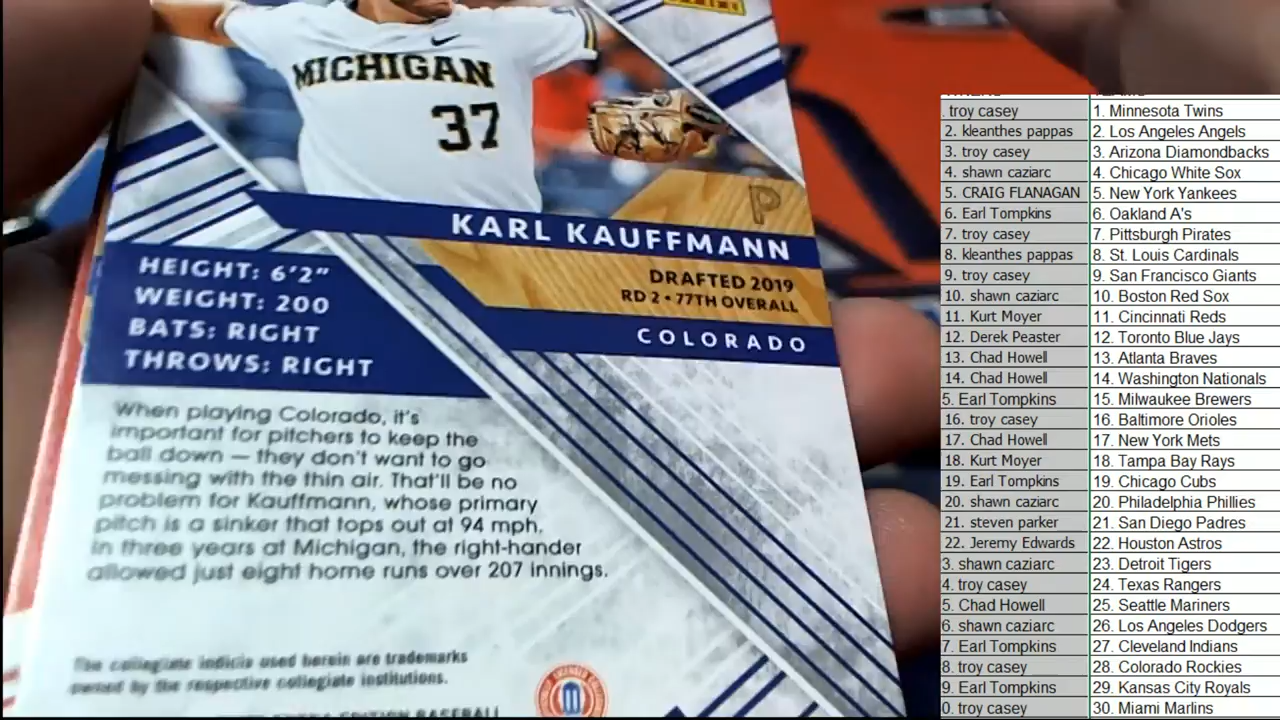 PANINI
MICHIGAN
37
P
KARL KAUFFMANN
DRAFTED 2019
RD 2 • 77TH OVERALL
COLORADO
HEIGHT: 6'2"
WEIGHT: 200
BATS: RIGHT
THROWS: RIGHT
When playing Colorado, it's
important for pitchers to keep the
ball down — they don't want to go
messing with the thin air. That'll be no
problem for Kauffmann, whose primary
pitch is a sinker that tops out at 94 mph.
In three years at Michigan, the right-hander
allowed just eight home runs over 207 innings.
The collegiate indicia used herein are trademarks
owned by the respective collegiate institutions.
EDITION BASEBALL
. troy casey 1. Minnesota Twins
2. kleanthes pappas 2. Los Angeles Angels
3. troy casey 3. Arizona Diamondbacks
4. shawn caziarc 4. Chicago White Sox
5. CRAIG FLANAGAN 5. New York Yankees
6. Earl Tompkins 6. Oakland A's
7. troy casey 7. Pittsburgh Pirates
8. kleanthes pappas 8. St. Louis Cardinals
9. troy casey 9. San Francisco Giants
10. shawn caziarc 10. Boston Red Sox
11. Kurt Moyer 11. Cincinnati Reds
12. Derek Peaster 12. Toronto Blue Jays
13. Chad Howell 13. Atlanta Braves
14. Chad Howell 14. Washington Nationals
5. Earl Tompkins 15. Milwaukee Brewers
16. troy casey 16. Baltimore Orioles
17. Chad Howell 17. New York Mets
18. Kurt Moyer 18. Tampa Bay Rays
19. Earl Tompkins 19. Chicago Cubs
20. shawn caziarc 20. Philadelphia Phillies
21. steven parker 21. San Diego Padres
22. Jeremy Edwards 22. Houston Astros
3. shawn caziarc 23. Detroit Tigers
4. troy casey 24. Texas Rangers
5. Chad Howell 25. Seattle Mariners
6. shawn caziarc 26. Los Angeles Dodgers
7. Earl Tompkins 27. Cleveland Indians
8. troy casey 28. Colorado Rockies
9. Earl Tompkins 29. Kansas City Royals
0. troy casey 30. Miami Marlins